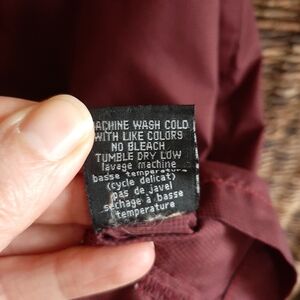 MACHINE WASH COLD
WITH LIKE COLORS
NO BLEACH
TUMBLE DRY LOW
lavage machine
basse temperature
(cycle delicat)
pas de javel
sechage a basse
temperature